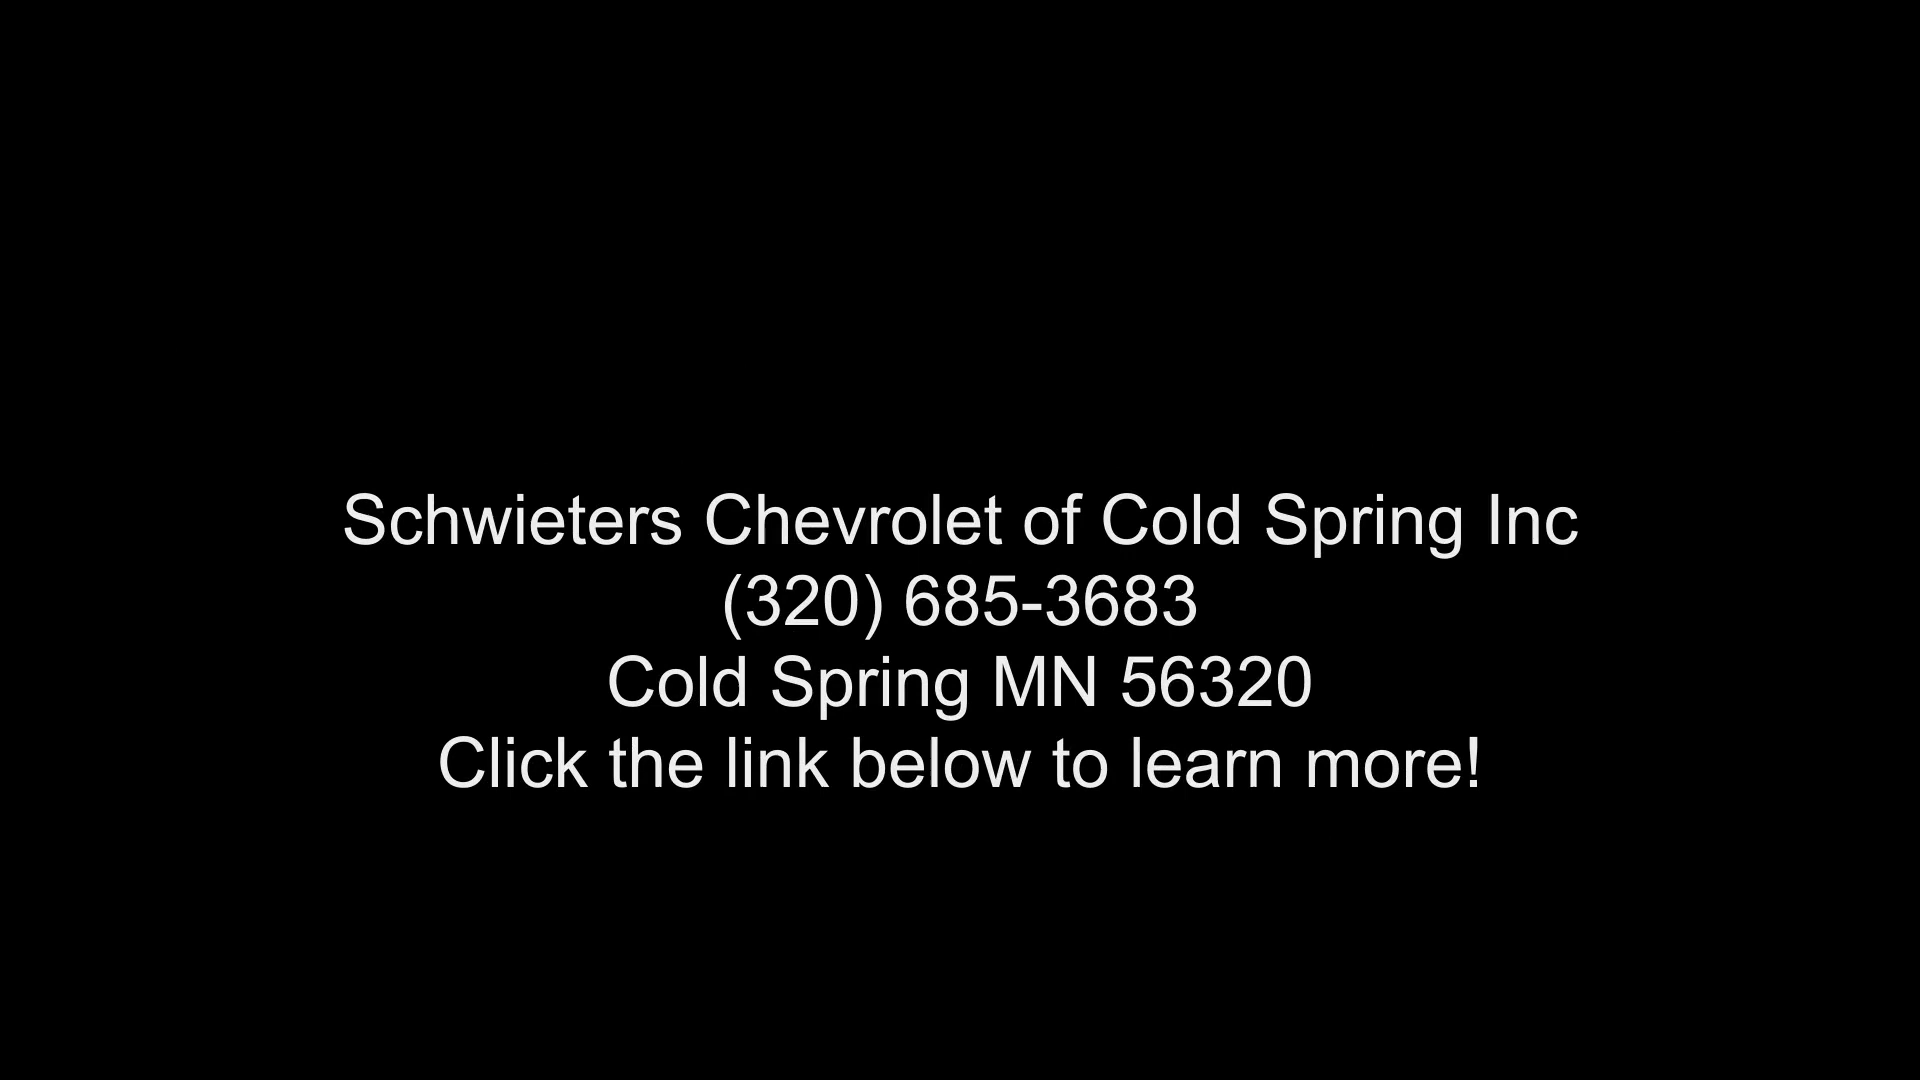 Schwieters Chevrolet of Cold Spring Inc
(320) 685-3683
Cold Spring MN 56320
Click the link below to learn more!